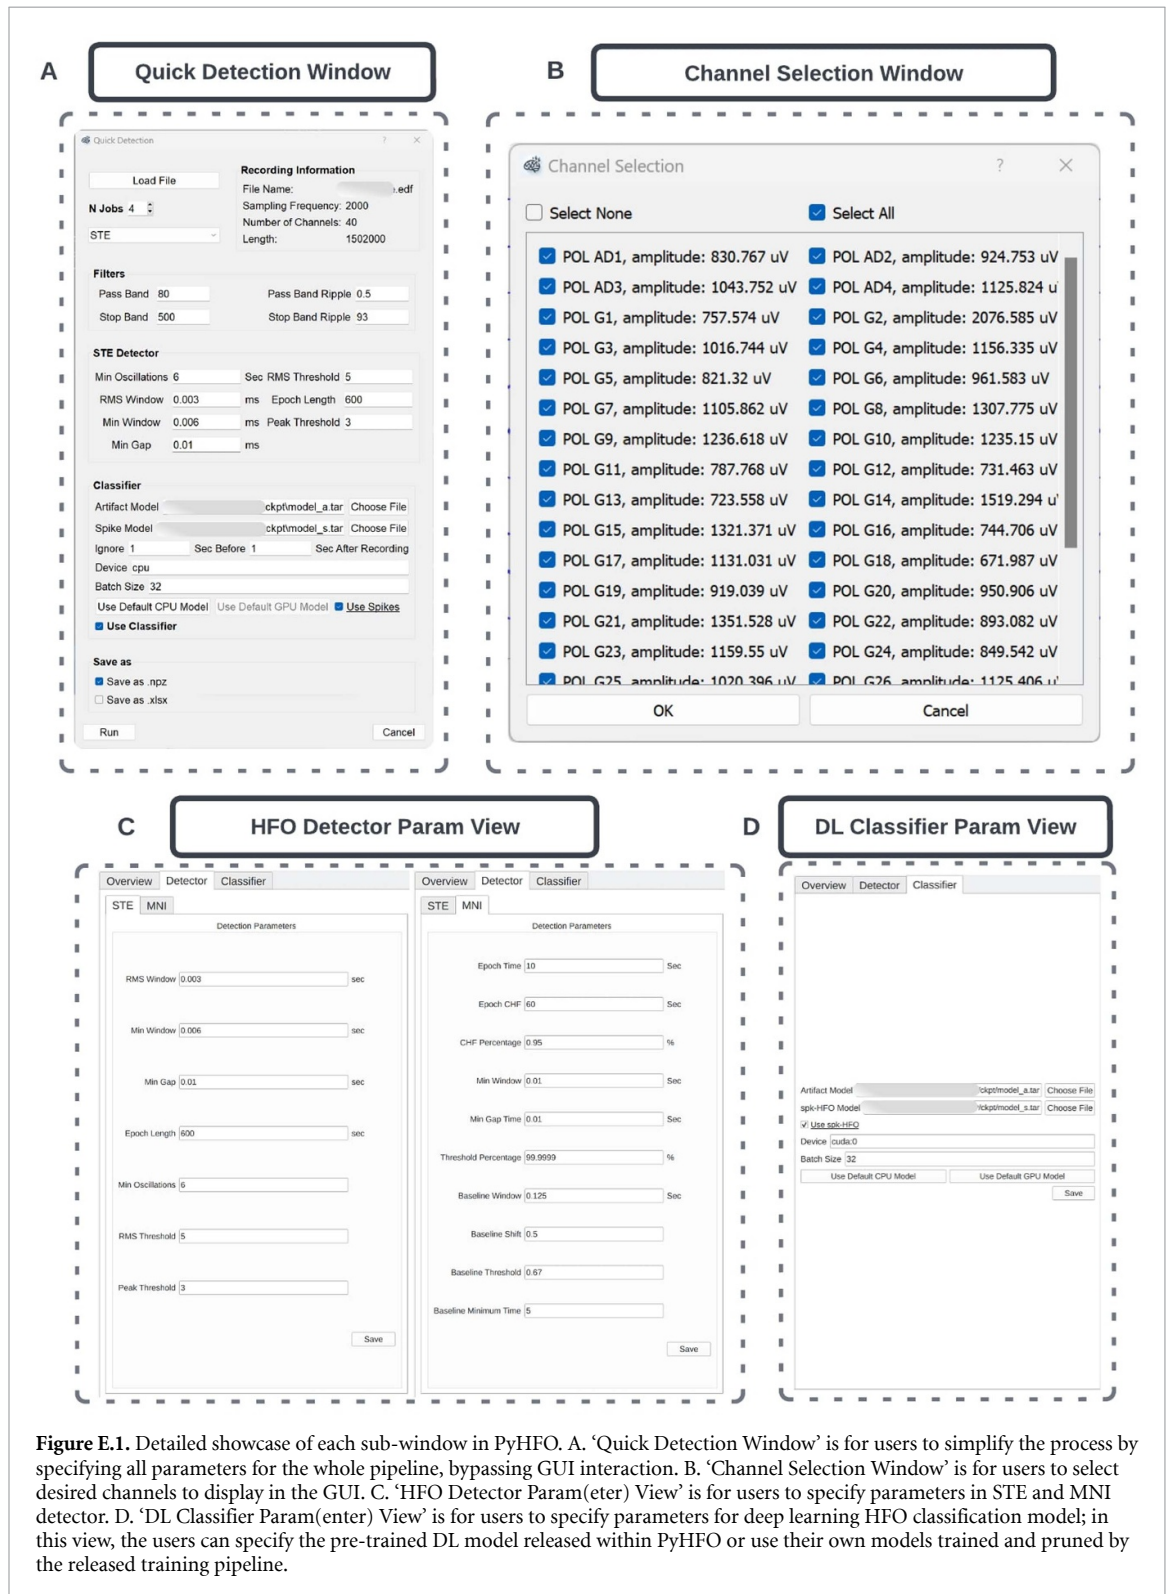 A
Quick Detection Window
B
Channel Selection Window
Quick Detection
?
Load File
N Jobs 4
STE
Recording Information
File Name: .edf
Sampling Frequency: 2000
Number of Channels: 40
Length: 1502000
Filters
Pass Band 80 Pass Band Ripple 0.5
Stop Band 500 Stop Band Ripple 93
STE Detector
Min Oscillations 6 Sec RMS Threshold 5
RMS Window 0.003 ms Epoch Length 600
Min Window 0.006 ms Peak Threshold 3
Min Gap 0.01 ms
Classifier
Artifact Model ckpt\model_a.tar Choose File
Spike Model ckpt\model_s.tar Choose File
Ignore 1 Sec Before 1 Sec After Recording
Device cpu
Batch Size 32
Use Default CPU Model Use Default GPU Model Use Spikes
Use Classifier
Save as
Save as .npz
Save as .xlsx
Run Cancel
Channel Selection
?
Select None Select All
POL AD1, amplitude: 830.767 uV POL AD2, amplitude: 924.753 uV
POL AD3, amplitude: 1043.752 uV POL AD4, amplitude: 1125.824 u
POL G1, amplitude: 757.574 uV POL G2, amplitude: 2076.585 uV
POL G3, amplitude: 1016.744 uV POL G4, amplitude: 1156.335 uV
POL G5, amplitude: 821.32 uV POL G6, amplitude: 961.583 uV
POL G7, amplitude: 1105.862 uV POL G8, amplitude: 1307.775 uV
POL G9, amplitude: 1236.618 uV POL G10, amplitude: 1235.15 uV
POL G11, amplitude: 787.768 uV POL G12, amplitude: 731.463 uV
POL G13, amplitude: 723.558 uV POL G14, amplitude: 1519.294 u
POL G15, amplitude: 1321.371 uV POL G16, amplitude: 744.706 uV
POL G17, amplitude: 1131.031 uV POL G18, amplitude: 671.987 uV
POL G19, amplitude: 919.039 uV POL G20, amplitude: 950.906 uV
POL G21, amplitude: 1351.528 uV POL G22, amplitude: 893.082 uV
POL G23, amplitude: 1159.55 uV POL G24, amplitude: 849.542 uV
POL G25, amplitude: 1020.396 uV POL G26, amplitude: 1125.406 u
OK Cancel
C
HFO Detector Param View
D
DL Classifier Param View
Overview Detector Classifier
STE MNI
Detection Parameters
RMS Window 0.003 sec
Min Window 0.006 sec
Min Gap 0.01 sec
Epoch Length 600 sec
Min Oscillations 6
RMS Threshold 5
Peak Threshold 3
Save
Overview Detector Classifier
STE MNI
Detection Parameters
Epoch Time 10 Sec
Epoch CHF 60 Sec
CHF Percentage 0.95 %
Min Window 0.01 Sec
Min Gap Time 0.01 Sec
Threshold Percentage 99.9999 %
Baseline Window 0.125 Sec
Baseline Shift 0.5
Baseline Threshold 0.67
Baseline Minimum Time 5
Save
Overview Detector Classifier
Artifact Model /ckpt/model_a.tar Choose File
spk-HFO Model /ckpt/model_s.tar Choose File
Use spk-HFO
Device cuda:0
Batch Size 32
Use Default CPU Model Use Default GPU Model
Save
Figure E.1. Detailed showcase of each sub-window in PyHFO. A. ‘Quick Detection Window’ is for users to simplify the process by
specifying all parameters for the whole pipeline, bypassing GUI interaction. B. ‘Channel Selection Window’ is for users to select
desired channels to display in the GUI. C. ‘HFO Detector Param(eter) View’ is for users to specify parameters in STE and MNI
detector. D. ‘DL Classifier Param(enter) View’ is for users to specify parameters for deep learning HFO classification model; in
this view, the users can specify the pre-trained DL model released within PyHFO or use their own models trained and pruned by
the released training pipeline.